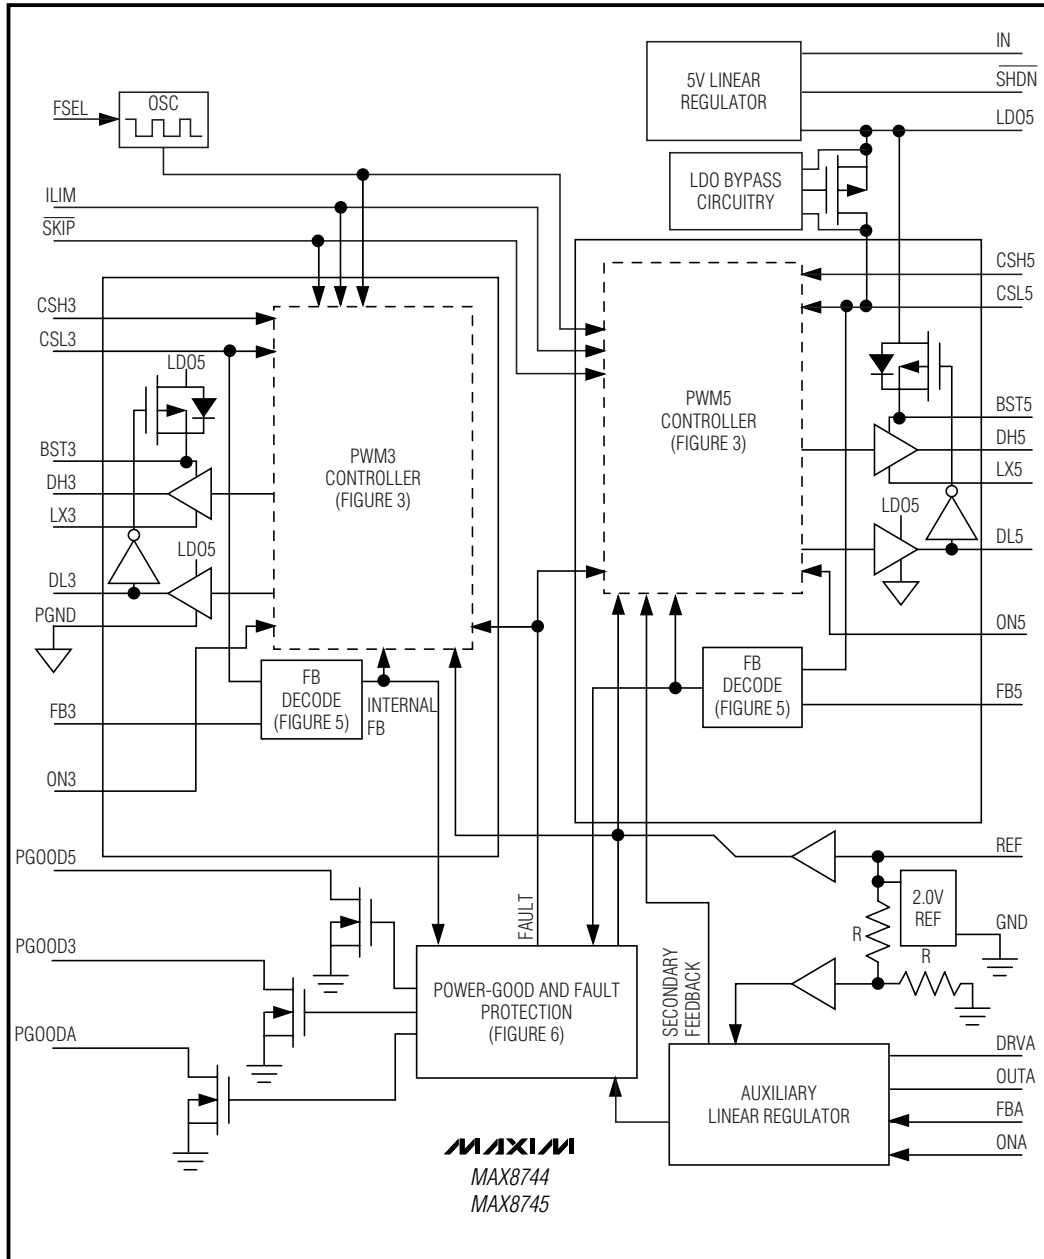 IN
SHDN
LDO5
5V LINEAR
REGULATOR
FSEL
OSC
LDO BYPASS
CIRCUITRY
ILIM
SKIP
CSH5
CSL5
CSH3
CSL3
LDO5
PWM5
CONTROLLER
(FIGURE 3)
PWM3
CONTROLLER
(FIGURE 3)
BST3
DH3
LX3
BST5
DH5
LX5
LDO5
DL5
LDO5
DL3
PGND
ON5
FB
DECODE
(FIGURE 5)
INTERNAL
FB
FB
DECODE
(FIGURE 5)
FB3
FB5
ON3
REF
PGOOD5
2.0V
REF
GND
R
R
FAULT
PGOOD3
POWER-GOOD AND FAULT
PROTECTION
(FIGURE 6)
SECONDARY
FEEDBACK
PGOODA
AUXILIARY
LINEAR REGULATOR
DRVA
OUTA
FBA
ONA
MAXIM
MAX8744
MAX8745